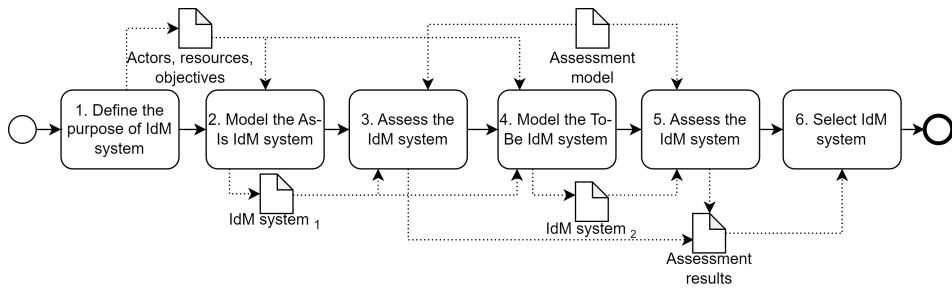 Actors, resources,
objectives
Assessment
model
1. Define the
purpose of IdM
system
2. Model the As-
Is IdM system
3. Assess the
IdM system
4. Model the To-
Be IdM system
5. Assess the
IdM system
6. Select IdM
system
IdM system 1
IdM system 2
Assessment
results